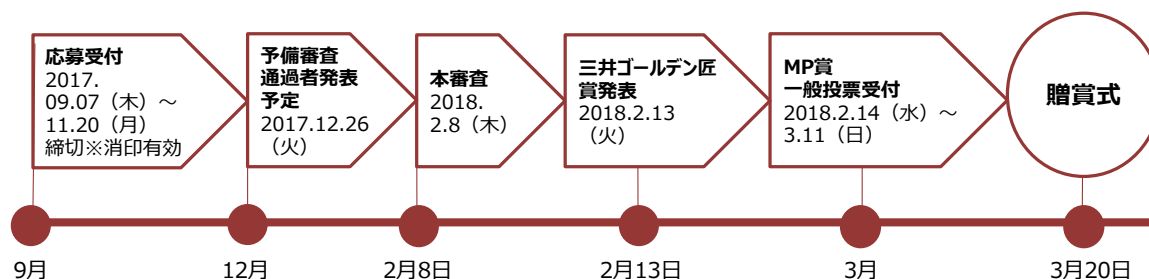 応募受付
2017.
09.07（木）～
11.20（月）
締切※消印有効
予備審査
通過者発表
予定
2017.12.26
（火）
本審査
2018.
2.8（木）
三井ゴールデン匠
賞発表
2018.2.13
（火）
MP賞
一般投票受付
2018.2.14（水）～
3.11（日）
贈賞式
9月
12月
2月8日
2月13日
3月
3月20日